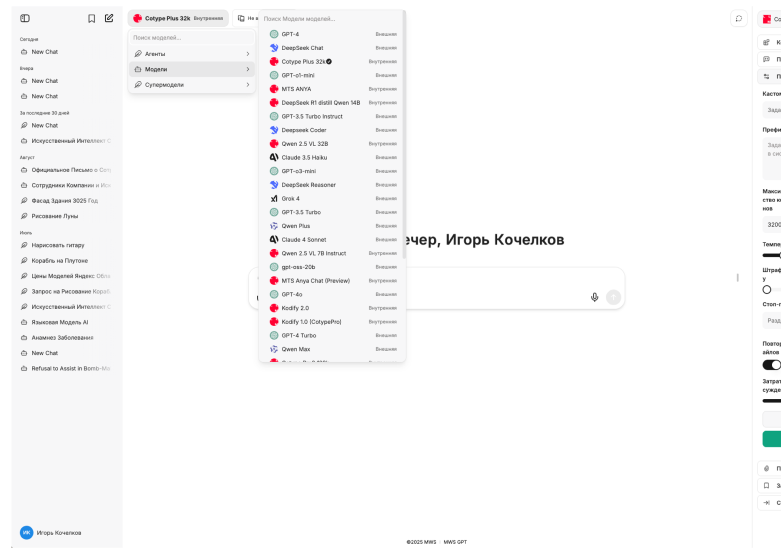 Сегодня
New Chat
Вчера
New Chat
New Chat
За последние 30 дней
New Chat
Искусственный Интеллект С
Август
Официальное Письмо о Сот
Сотрудники Компании и Ис
Фасад Здания 3025 Год
Рисование Луны
Июль
Нарисовать гитару
Корабль на Плутоне
Цены Моделей Яндекс Обла
Запрос на Рисование Кораб
Искусственный Интеллект С
Языковая Модель AI
Анамнез Заболевания
New Chat
Refusal to Assist in Bomb-Ma
ИК Игорь Кочелков
Cotype Plus 32k Внутренняя
Не в
Поиск моделей...
Агенты
Модели
Супермодели
Поиск Модели моделей...
GPT-4 Внешняя
DeepSeek Chat Внешняя
Cotype Plus 32k Внутренняя
GPT-o1-mini Внешняя
MTS ANYA Внутренняя
DeepSeek R1 distill Qwen 14B Внутренняя
GPT-3.5 Turbo Instruct Внешняя
Deepseek Coder Внешняя
Qwen 2.5 VL 32B Внутренняя
Claude 3.5 Haiku Внешняя
GPT-o3-mini Внешняя
DeepSeek Reasoner Внешняя
Grok 4 Внешняя
GPT-3.5 Turbo Внешняя
Qwen Plus Внешняя
Claude 4 Sonnet Внешняя
Qwen 2.5 VL 7B Instruct Внутренняя
gpt-oss-20b Внешняя
MTS Anya Chat (Preview) Внутренняя
GPT-4o Внешняя
Kodify 2.0 Внутренняя
Kodify 1.0 (CotypePro) Внутренняя
GPT-4 Turbo Внешняя
Qwen Max Внешняя
ечер, Игорь Кочелков
©2025 MWS · MWS GPT
Co
К
П
П
Кастом
Зада
Префи
Зада
в сис
Макси
ство к
нов
3200
Темпе
Штраф
у
Стоп-п
Разд
Повтор
айлов
Затрат
сужде
П
За
С